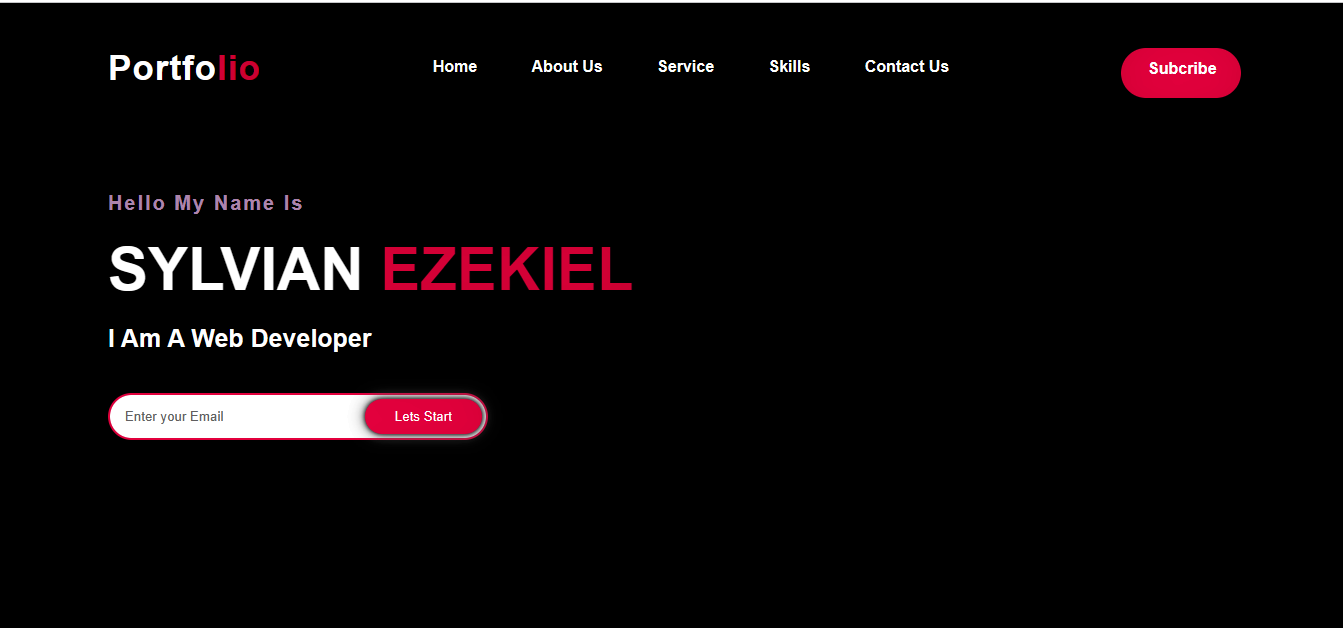 Portfolio
Home About Us Service Skills Contact Us
Subcribe
Hello My Name Is
SYLVIAN EZEKIEL
I Am A Web Developer
Enter your Email
Lets Start